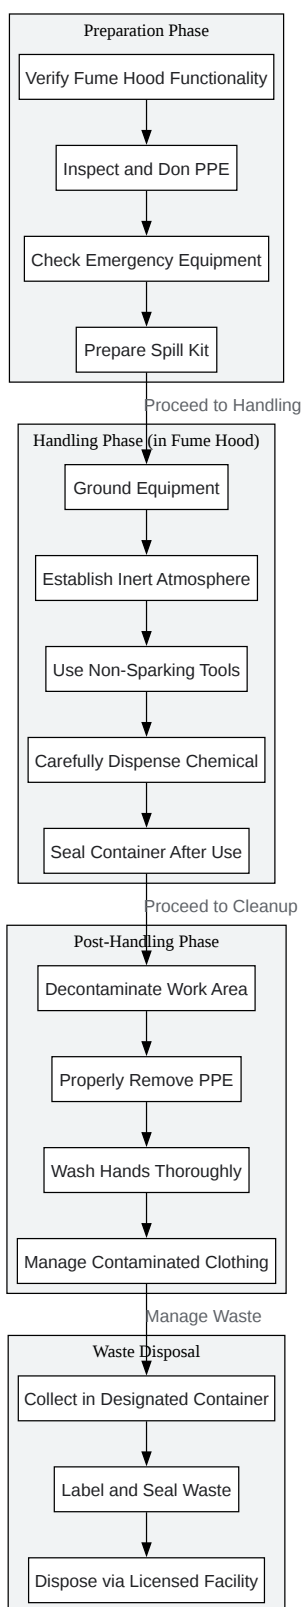 Preparation Phase
Verify Fume Hood Functionality
Inspect and Don PPE
Check Emergency Equipment
Prepare Spill Kit
Proceed to Handling
Handling Phase (in Fume Hood)
Ground Equipment
Establish Inert Atmosphere
Use Non-Sparking Tools
Carefully Dispense Chemical
Seal Container After Use
Proceed to Cleanup
Post-Handling Phase
Decontaminate Work Area
Properly Remove PPE
Wash Hands Thoroughly
Manage Contaminated Clothing
Manage Waste
Waste Disposal
Collect in Designated Container
Label and Seal Waste
Dispose via Licensed Facility